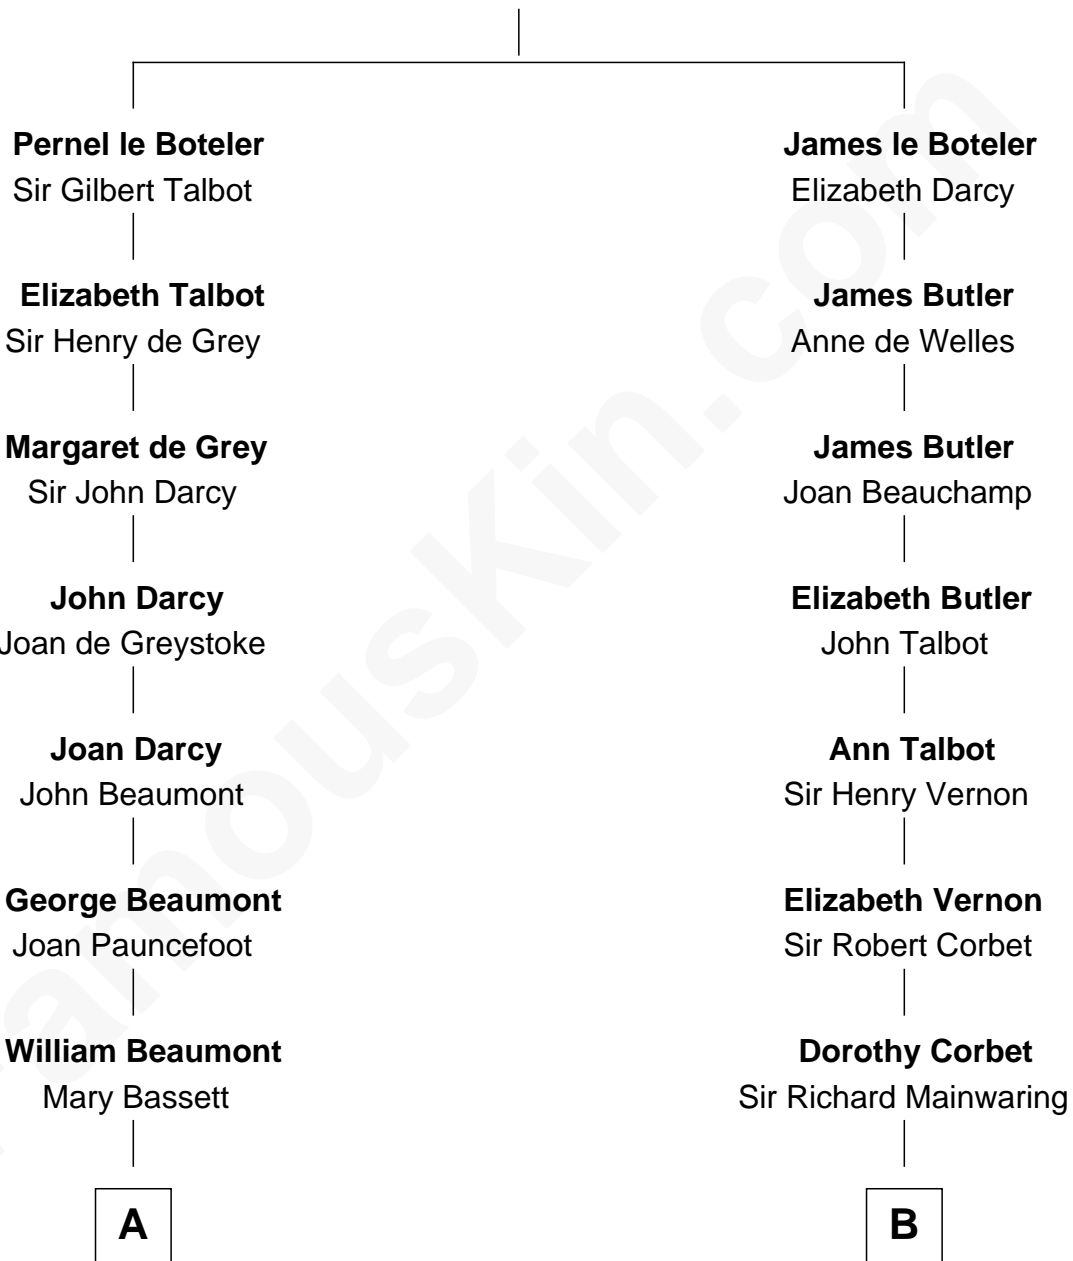 Pernel le Boteler
Sir Gilbert Talbot
Elizabeth Talbot
Sir Henry de Grey
Margaret de Grey
Sir John Darcy
John Darcy
Joan de Greystoke
Joan Darcy
John Beaumont
George Beaumont
Joan Pauncefoot
William Beaumont
Mary Bassett
A
James le Boteler
Elizabeth Darcy
James Butler
Anne de Welles
James Butler
Joan Beauchamp
Elizabeth Butler
John Talbot
Ann Talbot
Sir Henry Vernon
Elizabeth Vernon
Sir Robert Corbet
Dorothy Corbet
Sir Richard Mainwaring
B
FamousKin.com